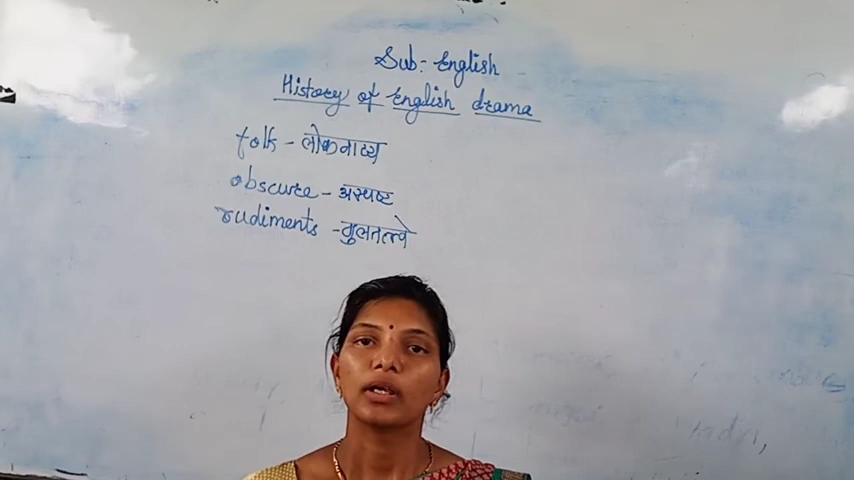 Sub:- English
History of English drama
folk - लोकनाट्य
obscure - अस्पष्ट
rudiments - मुलतत्त्वे